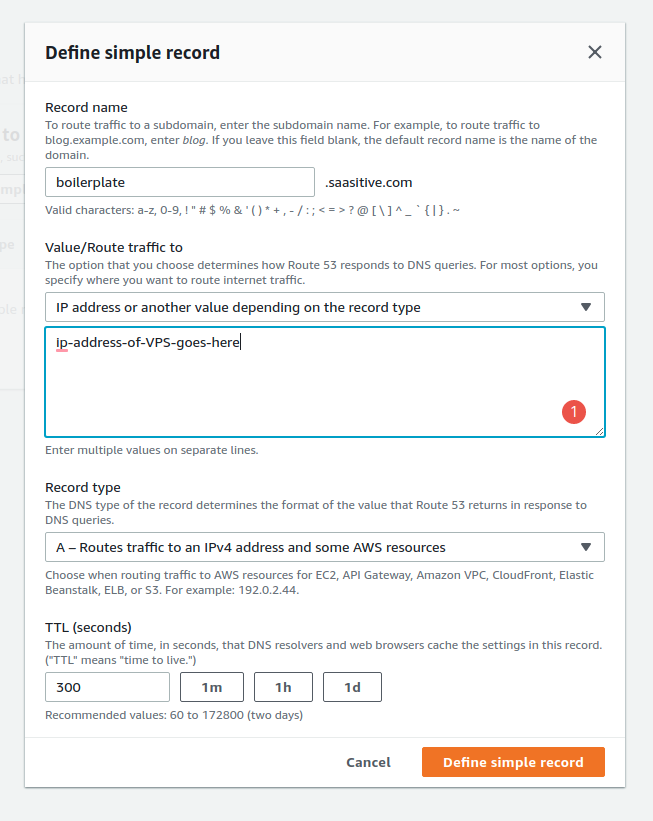 Define simple record
Record name
To route traffic to a subdomain, enter the subdomain name. For example, to route traffic to
blog.example.com, enter blog. If you leave this field blank, the default record name is the name of the
domain.
boilerplate .saasitive.com
Valid characters: a-z, 0-9, ! " # $ % & ' ( ) * + , - / : ; < = > ? @ [ \ ] ^ _ ` { | } . ~
Value/Route traffic to
The option that you choose determines how Route 53 responds to DNS queries. For most options, you
specify where you want to route internet traffic.
IP address or another value depending on the record type
ip-address-of-VPS-goes-here
1
Enter multiple values on separate lines.
Record type
The DNS type of the record determines the format of the value that Route 53 returns in response to
DNS queries.
A – Routes traffic to an IPv4 address and some AWS resources
Choose when routing traffic to AWS resources for EC2, API Gateway, Amazon VPC, CloudFront, Elastic
Beanstalk, ELB, or S3. For example: 192.0.2.44.
TTL (seconds)
The amount of time, in seconds, that DNS resolvers and web browsers cache the settings in this record.
("TTL" means "time to live.")
300 1m 1h 1d
Recommended values: 60 to 172800 (two days)
Cancel Define simple record